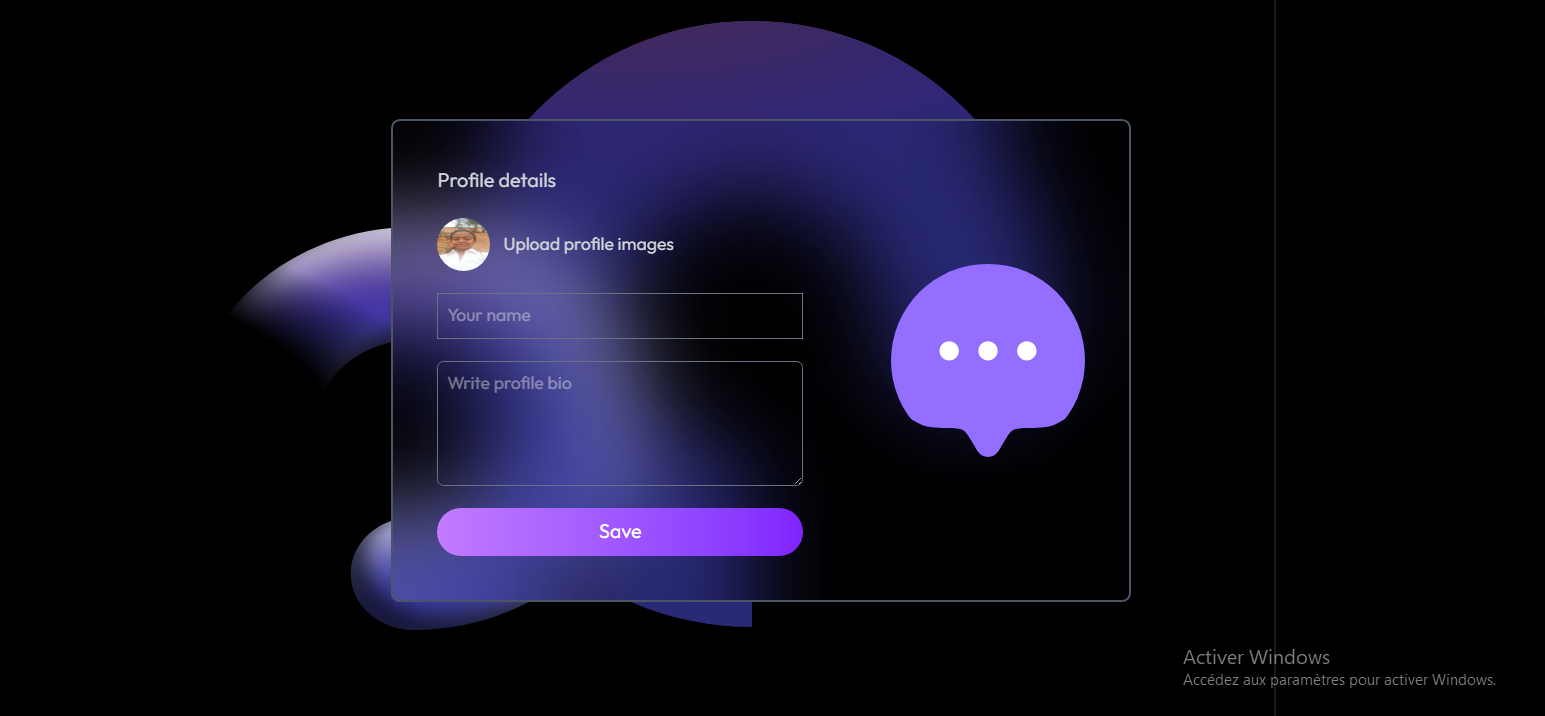 Profile details
Upload profile images
Your name
Write profile bio
Save
Activer Windows
Accédez aux paramètres pour activer Windows.